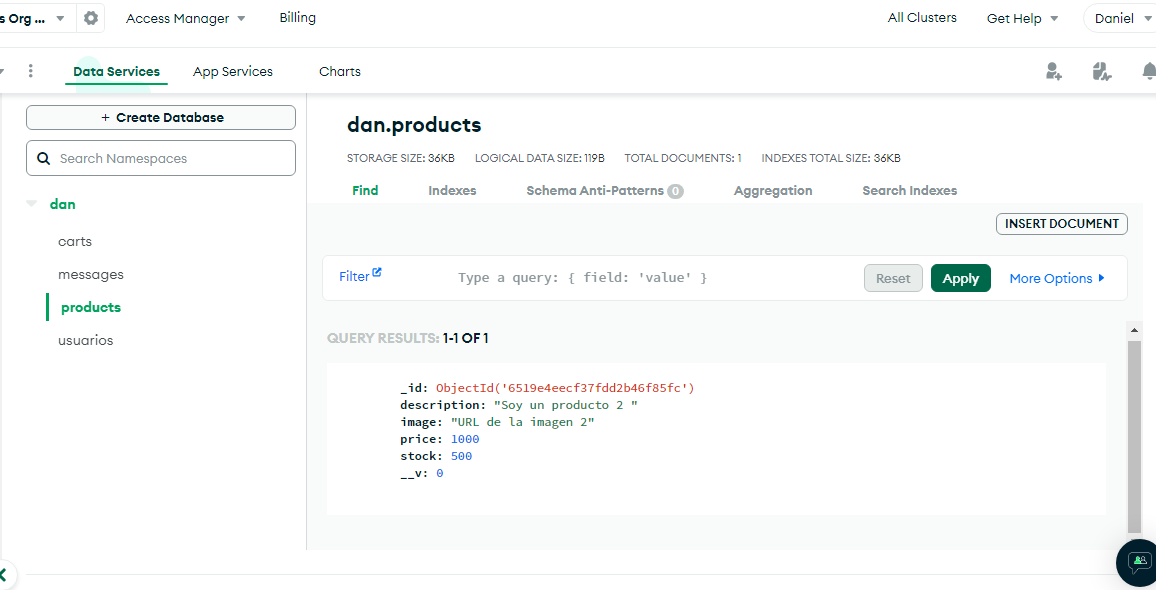 s Org ... Access Manager Billing All Clusters Get Help Daniel
Data Services App Services Charts
+ Create Database
Search Namespaces
dan
carts
messages
products
usuarios
dan.products
STORAGE SIZE: 36KB LOGICAL DATA SIZE: 119B TOTAL DOCUMENTS: 1 INDEXES TOTAL SIZE: 36KB
Find Indexes Schema Anti-Patterns 0 Aggregation Search Indexes
INSERT DOCUMENT
Filter Type a query: { field: 'value' } Reset Apply More Options
QUERY RESULTS: 1-1 OF 1
_id: ObjectId('6519e4eecf37fdd2b46f85fc')
description: "Soy un producto 2 "
image: "URL de la imagen 2"
price: 1000
stock: 500
__v: 0